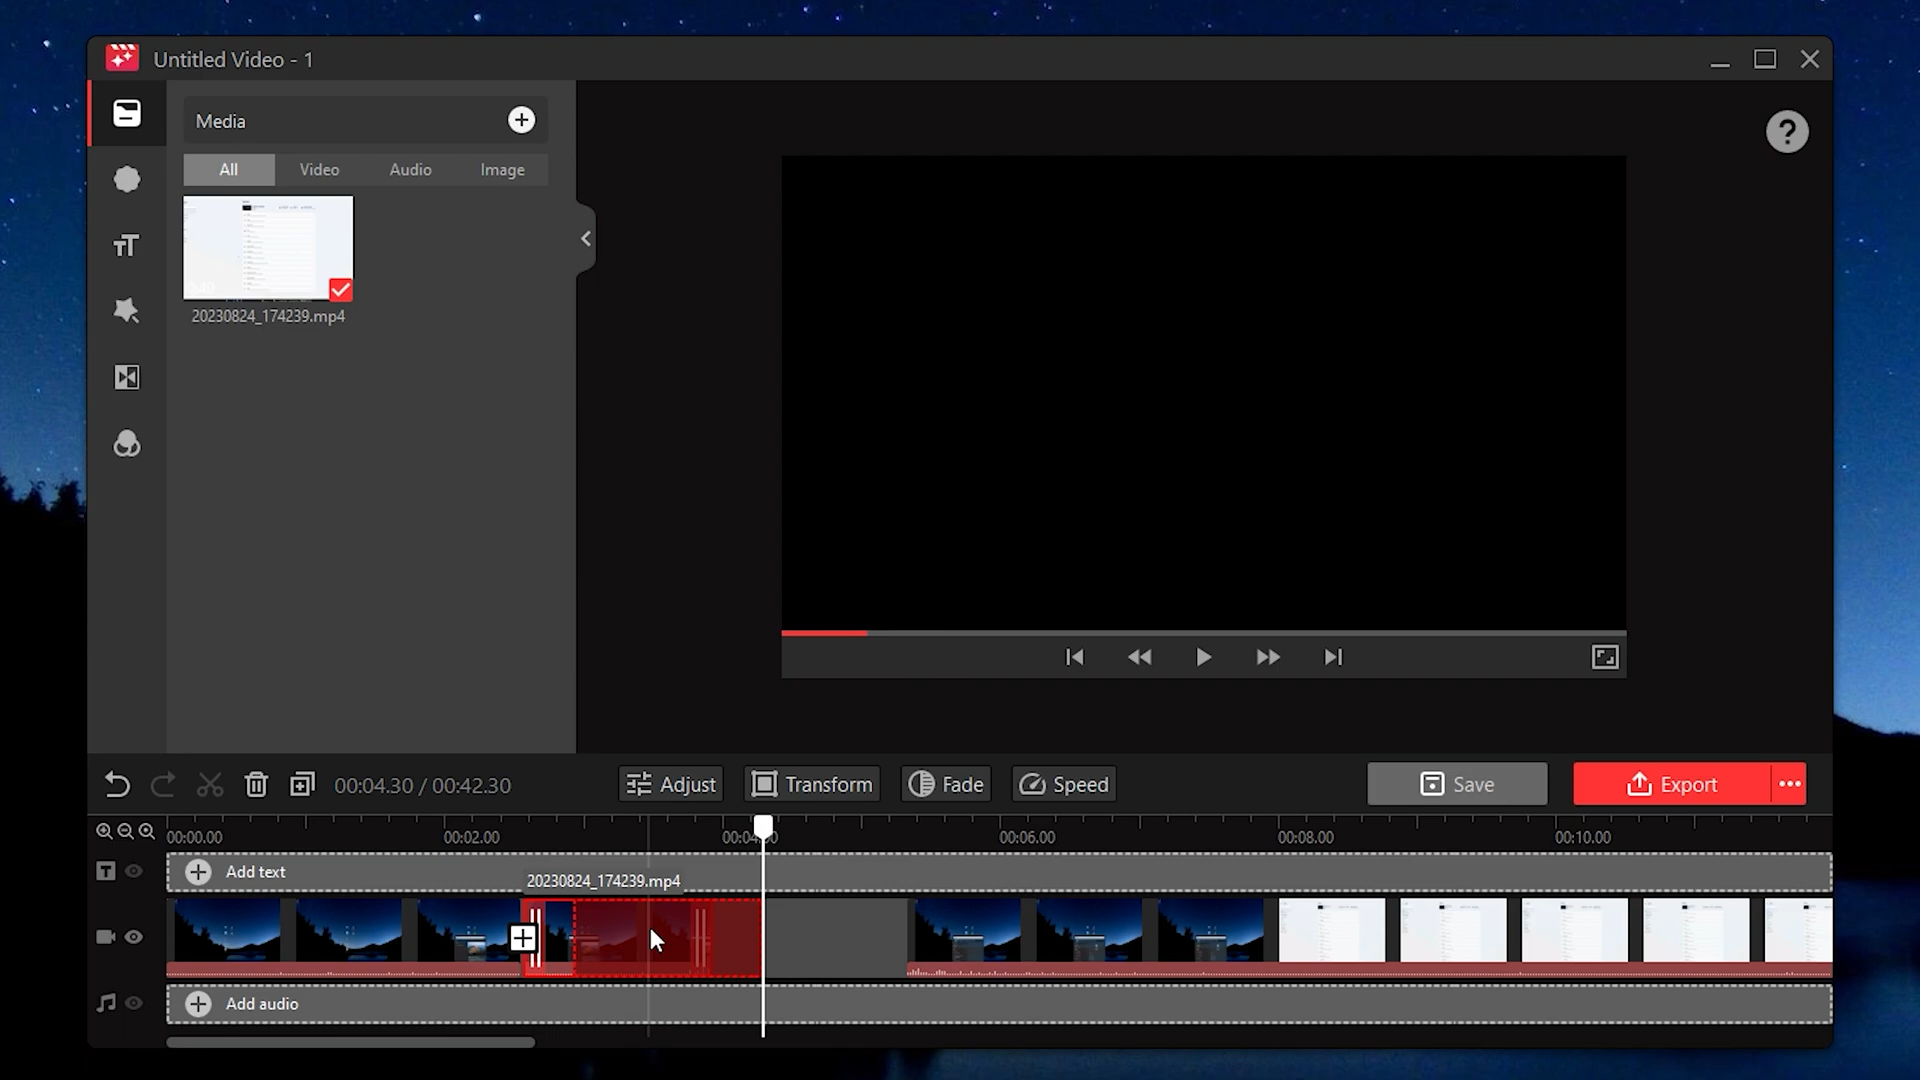 Untitled Video - 1
Media
All Video Audio Image
20230824_174239.mp4
00:04.30 / 00:42.30 Adjust Transform Fade Speed Save Export
00:00.00 00:02.00 00:06.00 00:08.00 00:10.00
Add text
20230824_174239.mp4
Add audio